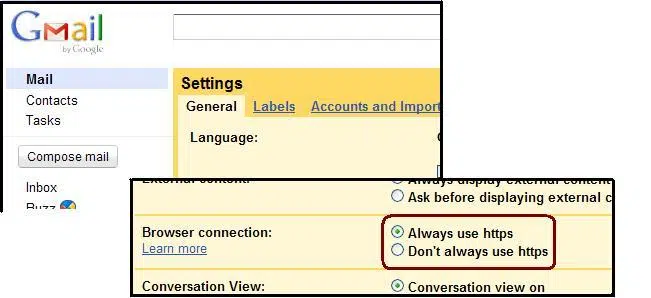 Gmail
by Google
Mail
Contacts
Tasks
Compose mail
Inbox
Buzz
Settings
General Labels Accounts and Import
Language:
External content:
Always display external content
Ask before displaying external c
Browser connection:
Learn more
Always use https
Don't always use https
Conversation View:
Conversation view on